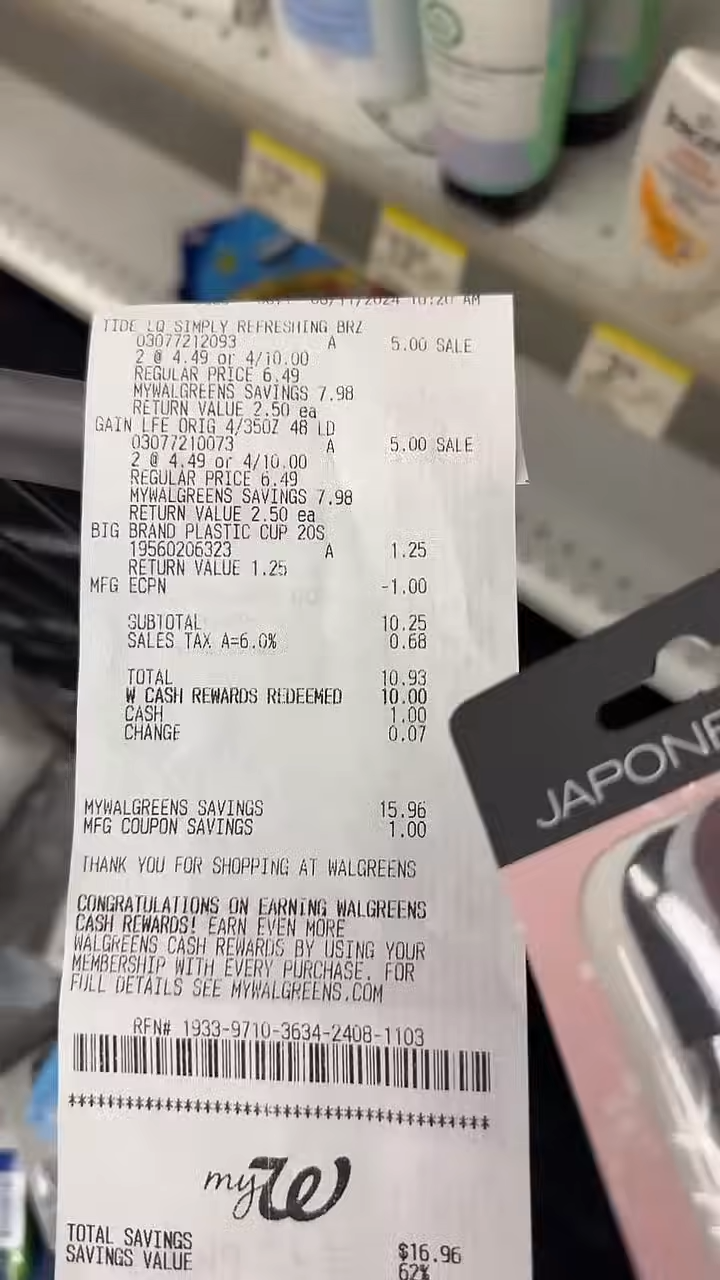 08/11/2024 10:20 AM
TIDE LQ SIMPLY REFRESHING BRZ
03077212093 A 5.00 SALE
2 @ 4.49 or 4/10.00
REGULAR PRICE 6.49
MYWALGREENS SAVINGS 7.98
RETURN VALUE 2.50 ea
GAIN LFE ORIG 4/35OZ 48 LD
03077210073 A 5.00 SALE
2 @ 4.49 or 4/10.00
REGULAR PRICE 6.49
MYWALGREENS SAVINGS 7.98
RETURN VALUE 2.50 ea
BIG BRAND PLASTIC CUP 20S
19560206323 A 1.25
RETURN VALUE 1.25
MFG ECPN -1.00
SUBTOTAL 10.25
SALES TAX A=6.0% 0.68
TOTAL 10.93
W CASH REWARDS REDEEMED 10.00
CASH 1.00
CHANGE 0.07
MYWALGREENS SAVINGS 15.96
MFG COUPON SAVINGS 1.00
THANK YOU FOR SHOPPING AT WALGREENS
CONGRATULATIONS ON EARNING WALGREENS
CASH REWARDS! EARN EVEN MORE
WALGREENS CASH REWARDS BY USING YOUR
MEMBERSHIP WITH EVERY PURCHASE. FOR
FULL DETAILS SEE MYWALGREENS.COM
RFN# 1933-9710-3634-2408-1103
****************************************
myW
TOTAL SAVINGS $16.96
SAVINGS VALUE 62%
JAPONE